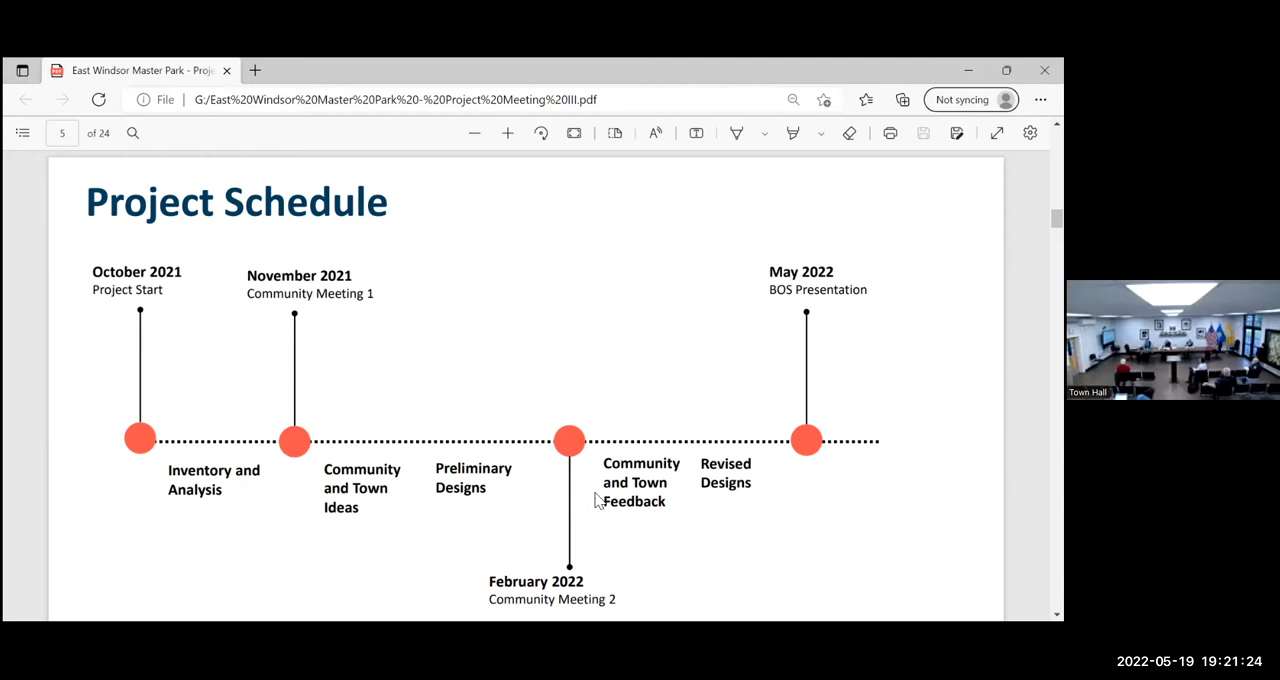 East Windsor Master Park - Proje
File
G:/East%20Windsor%20Master%20Park%20-%20Project%20Meeting%20III.pdf
Not syncing
5 of 24
Project Schedule
October 2021
Project Start
November 2021
Community Meeting 1
May 2022
BOS Presentation
Inventory and
Analysis
Community
and Town
Ideas
Preliminary
Designs
Community
and Town
Feedback
Revised
Designs
February 2022
Community Meeting 2
Town Hall
2022-05-19 19:21:24